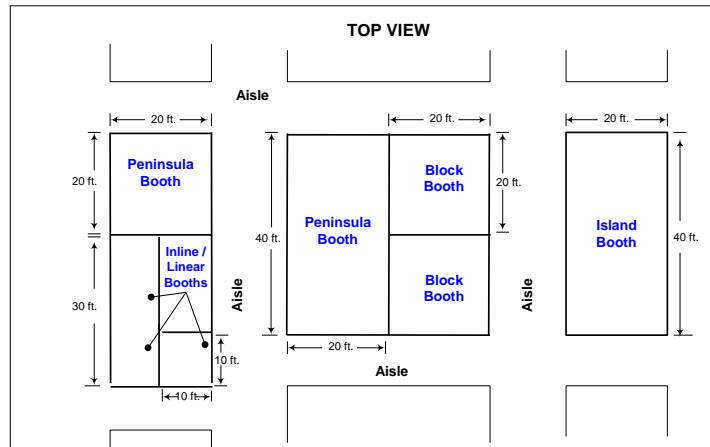 TOP VIEW
Aisle
20 ft.
20 ft.
20 ft.
20 ft.
Peninsula
Booth
Block
Booth
20 ft.
40 ft.
Peninsula
Booth
Island
Booth
40 ft.
30 ft.
Inline /
Linear
Booths
Aisle
Block
Booth
Aisle
10 ft.
20 ft.
10 ft.
Aisle